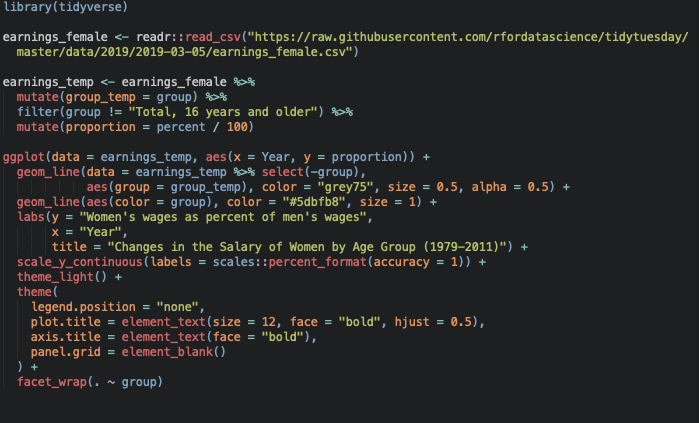 library(tidyverse)
earnings_female <- readr::read_csv("https://raw.githubusercontent.com/rfordatascience/tidytuesday/
master/data/2019/2019-03-05/earnings_female.csv")
earnings_temp <- earnings_female %>%
mutate(group_temp = group) %>%
filter(group != "Total, 16 years and older") %>%
mutate(proportion = percent / 100)
ggplot(data = earnings_temp, aes(x = Year, y = proportion)) +
geom_line(data = earnings_temp %>% select(-group),
aes(group = group_temp), color = "grey75", size = 0.5, alpha = 0.5) +
geom_line(aes(color = group), color = "#5dbfb8", size = 1) +
labs(y = "Women's wages as percent of men's wages",
x = "Year",
title = "Changes in the Salary of Women by Age Group (1979-2011)") +
scale_y_continuous(labels = scales::percent_format(accuracy = 1)) +
theme_light() +
theme(
legend.position = "none",
plot.title = element_text(size = 12, face = "bold", hjust = 0.5),
axis.title = element_text(face = "bold"),
panel.grid = element_blank()
) +
facet_wrap(. ~ group)